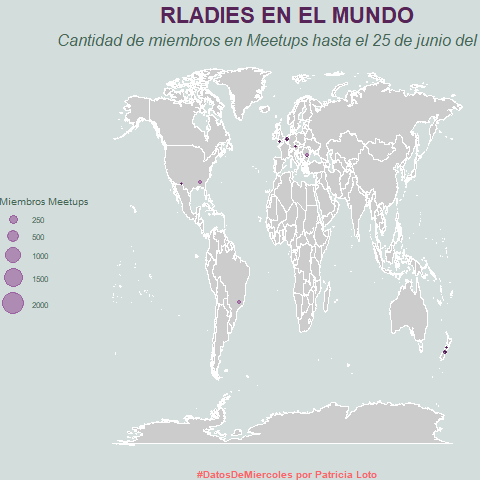 RLADIES EN EL MUNDO
Cantidad de miembros en Meetups hasta el 25 de junio del
Miembros Meetups
250
500
1000
1500
2000
#DatosDeMiercoles por Patricia Loto